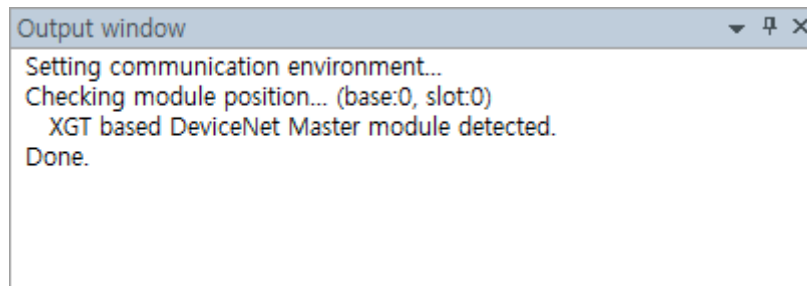 Output window
Setting communication environment...
Checking module position... (base:0, slot:0)
XGT based DeviceNet Master module detected.
Done.